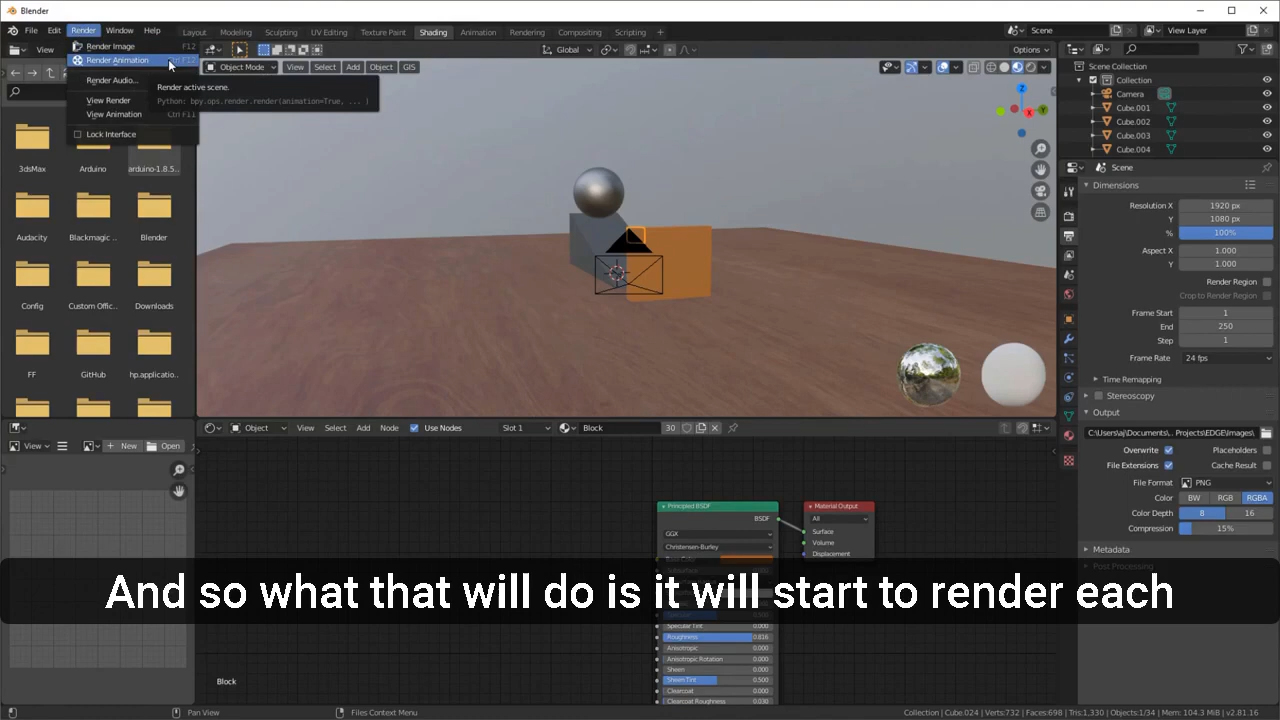 Blender
File Edit Render Window Help
Layout Modeling Sculpting UV Editing Texture Paint Shading Animation Rendering Compositing Scripting
Scene
View Layer
View
Global
Options
Object Mode View Select Add Object GIS
Render Image F12
Render Animation Ctrl F12
Render Audio...
View Render
View Animation Ctrl F11
Lock Interface
Render active scene.
Python: bpy.ops.render.render(animation=True, ... )
3dsMax
Arduino
arduino-1.8.5...
Audacity
Blackmagic ..
Blender
Config
Custom Offic...
Downloads
FF
GitHub
hp.applicatio..
Scene Collection
Collection
Camera
Cube.001
Cube.002
Cube.003
Cube.004
Scene
Dimensions
Resolution X 1920 px
Y 1080 px
% 100%
Aspect X 1.000
Y 1.000
Render Region
Crop to Render Region
Frame Start 1
End 250
Step 1
Frame Rate 24 fps
Time Remapping
Stereoscopy
Output
C:\Users\aj\Documents\.. Projects\EDGE\Images\
Overwrite Placeholders
File Extensions Cache Result
File Format PNG
Color BW RGB RGBA
Color Depth 8 16
Compression 15%
Metadata
Post Processing
View New Open
Object View Select Add Node Use Nodes Slot 1 Block 30
Principled BSDF
BSDF
GGX
Christensen-Burley
Base Color
Material Output
All
Surface
Volume
Displacement
And so what that will do is it will start to render each
Specular Tint 0.000
Roughness 0.816
Anisotropic 0.000
Anisotropic Rotation 0.000
Sheen 0.000
Sheen Tint 0.500
Clearcoat 0.000
Clearcoat Roughness 0.030
Block
Pan View
Files Context Menu
Collection | Cube.024 | Verts:732 | Faces:698 | Tris:1,330 | Objects:1/34 | Mem: 104.3 MiB | v2.81.16